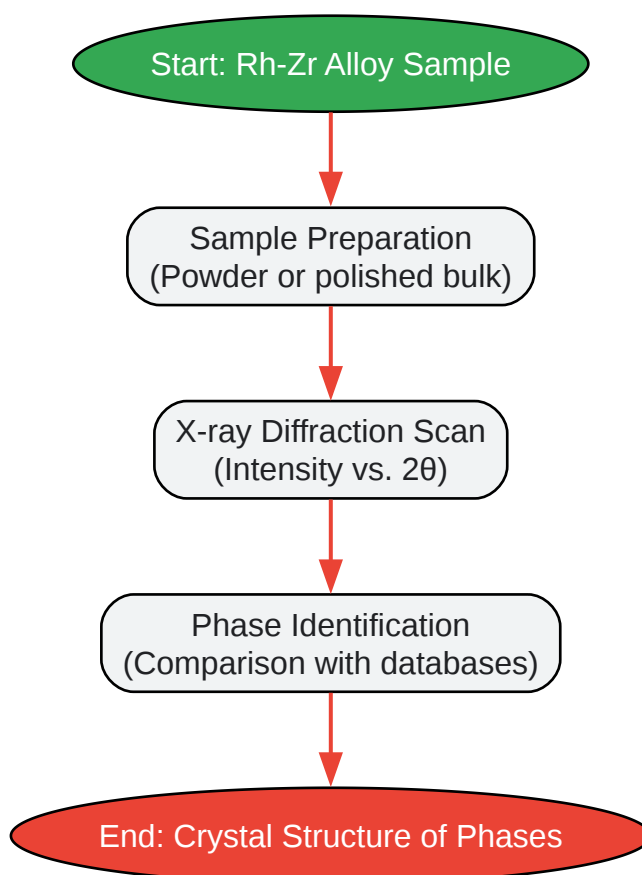 Start: Rh-Zr Alloy Sample
Sample Preparation
(Powder or polished bulk)
X-ray Diffraction Scan
(Intensity vs. 2θ)
Phase Identification
(Comparison with databases)
End: Crystal Structure of Phases